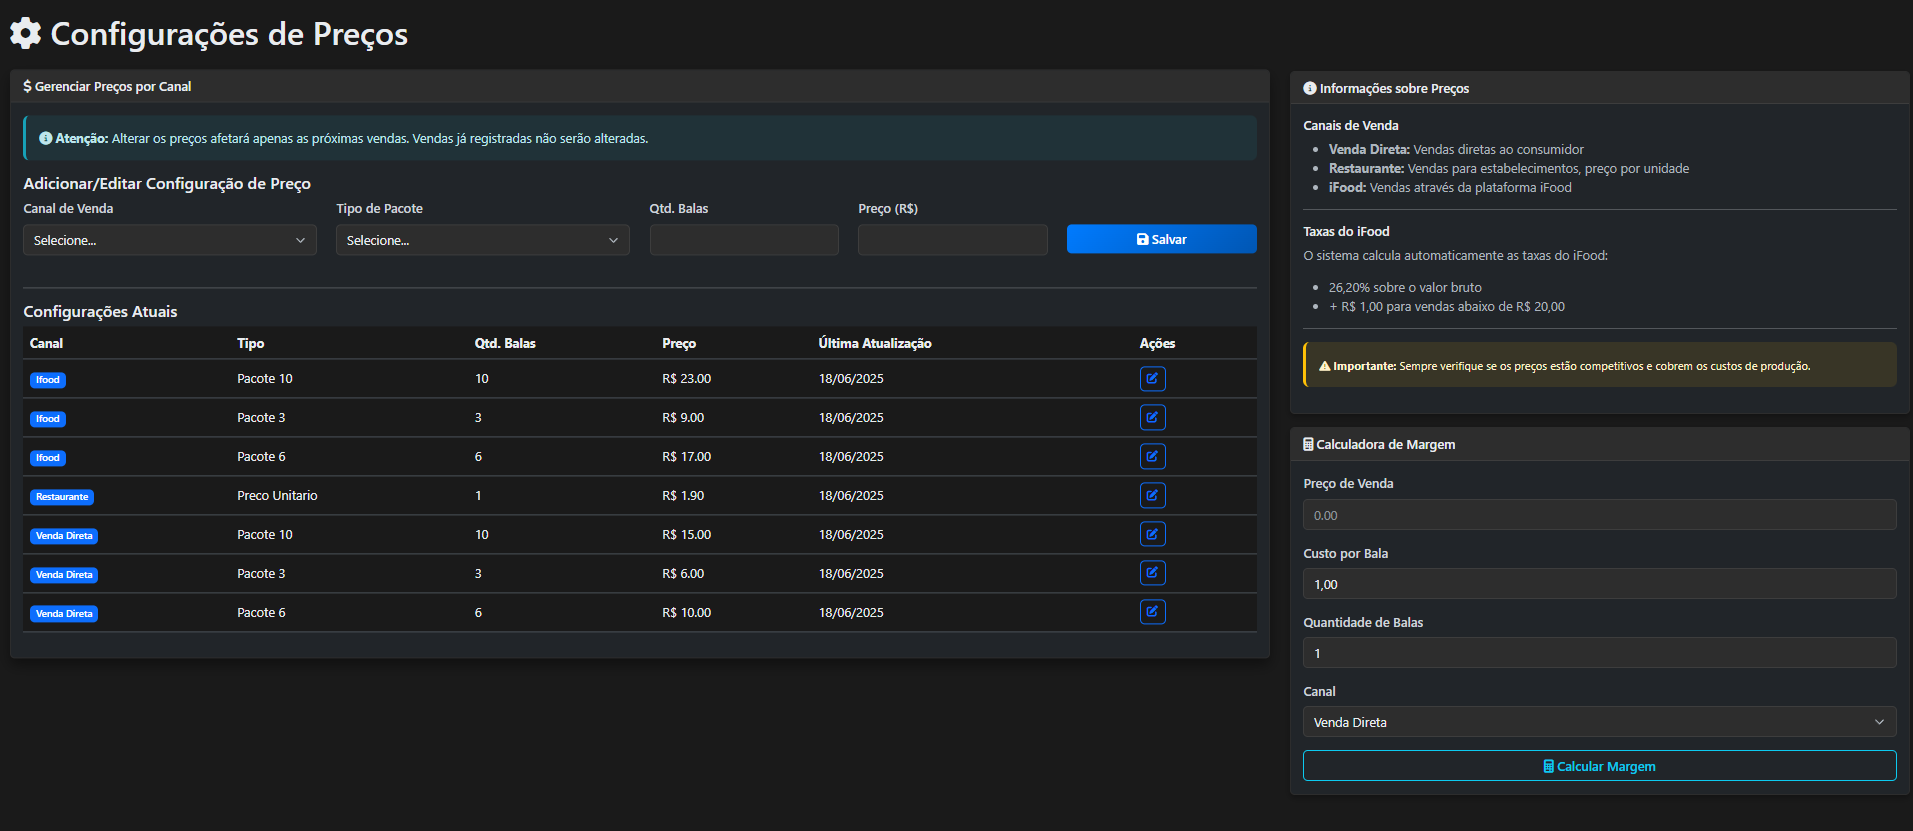 Configurações de Preços
Gerenciar Preços por Canal
Atenção: Alterar os preços afetará apenas as próximas vendas. Vendas já registradas não serão alteradas.
Adicionar/Editar Configuração de Preço
Canal de Venda Tipo de Pacote Qtd. Balas Preço (R$)
Selecione... Selecione... Salvar
Configurações Atuais
Canal Tipo Qtd. Balas Preço Última Atualização Ações
Ifood Pacote 10 10 R$ 23.00 18/06/2025
Ifood Pacote 3 3 R$ 9.00 18/06/2025
Ifood Pacote 6 6 R$ 17.00 18/06/2025
Restaurante Preco Unitario 1 R$ 1.90 18/06/2025
Venda Direta Pacote 10 10 R$ 15.00 18/06/2025
Venda Direta Pacote 3 3 R$ 6.00 18/06/2025
Venda Direta Pacote 6 6 R$ 10.00 18/06/2025
Informações sobre Preços
Canais de Venda
Venda Direta: Vendas diretas ao consumidor
Restaurante: Vendas para estabelecimentos, preço por unidade
iFood: Vendas através da plataforma iFood
Taxas do iFood
O sistema calcula automaticamente as taxas do iFood:
26,20% sobre o valor bruto
+ R$ 1,00 para vendas abaixo de R$ 20,00
Importante: Sempre verifique se os preços estão competitivos e cobrem os custos de produção.
Calculadora de Margem
Preço de Venda
0.00
Custo por Bala
1,00
Quantidade de Balas
1
Canal
Venda Direta
Calcular Margem